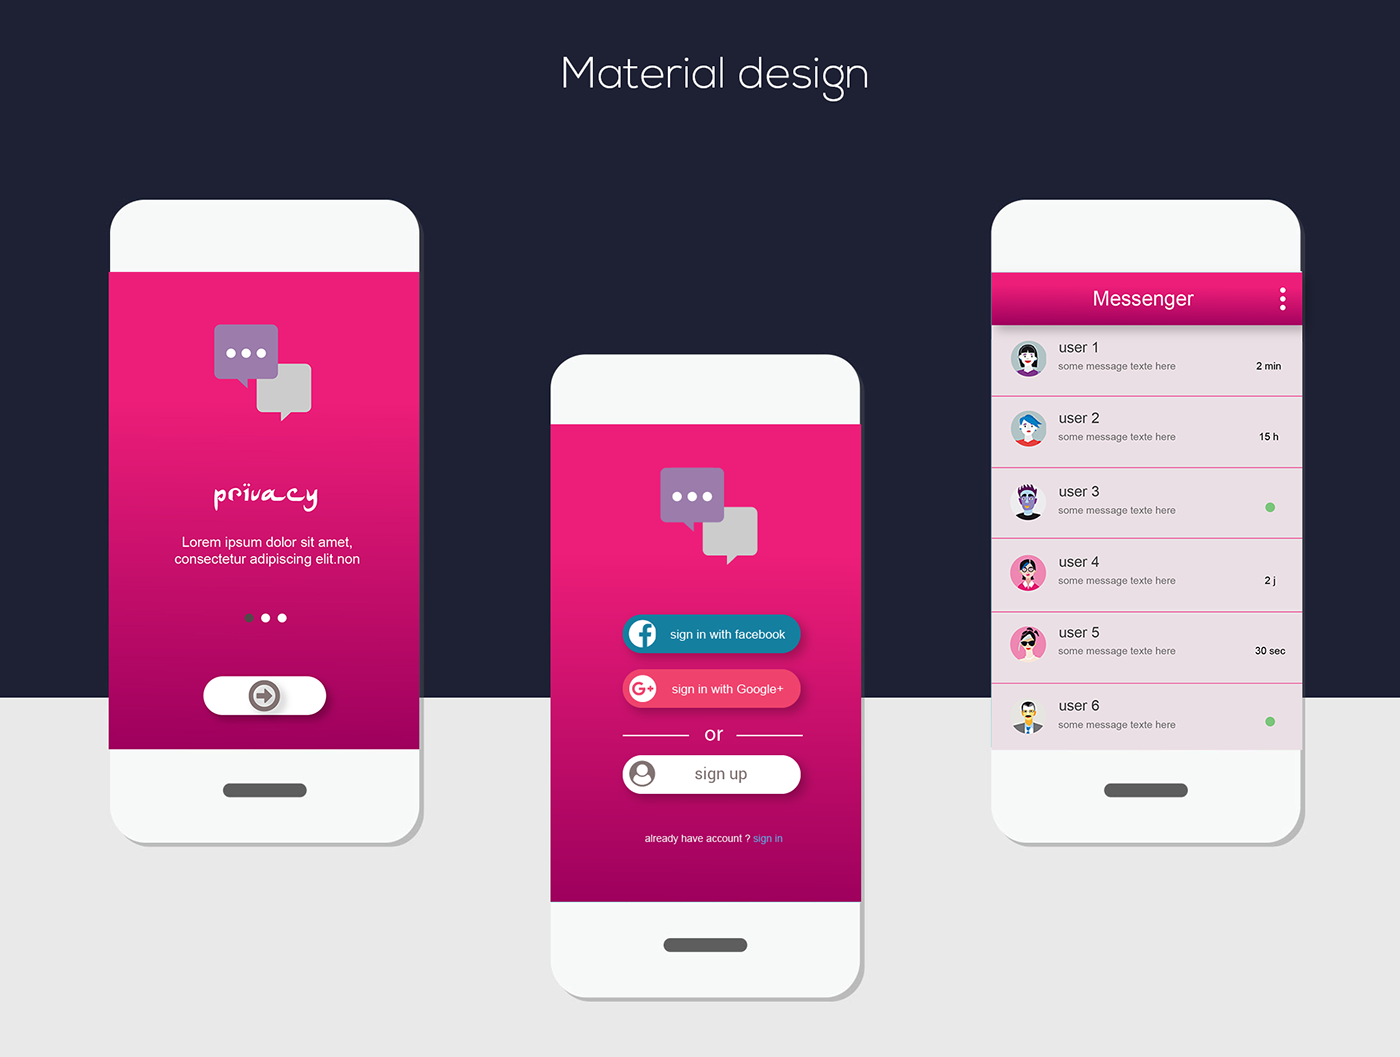 Material design
privacy
Lorem ipsum dolor sit amet,
consectetur adipiscing elit.non
sign in with facebook
G+
sign in with Google+
or
sign up
already have account ? sign in
Messenger
user 1
some message texte here
2 min
user 2
some message texte here
15 h
user 3
some message texte here
user 4
some message texte here
2 j
user 5
some message texte here
30 sec
user 6
some message texte here